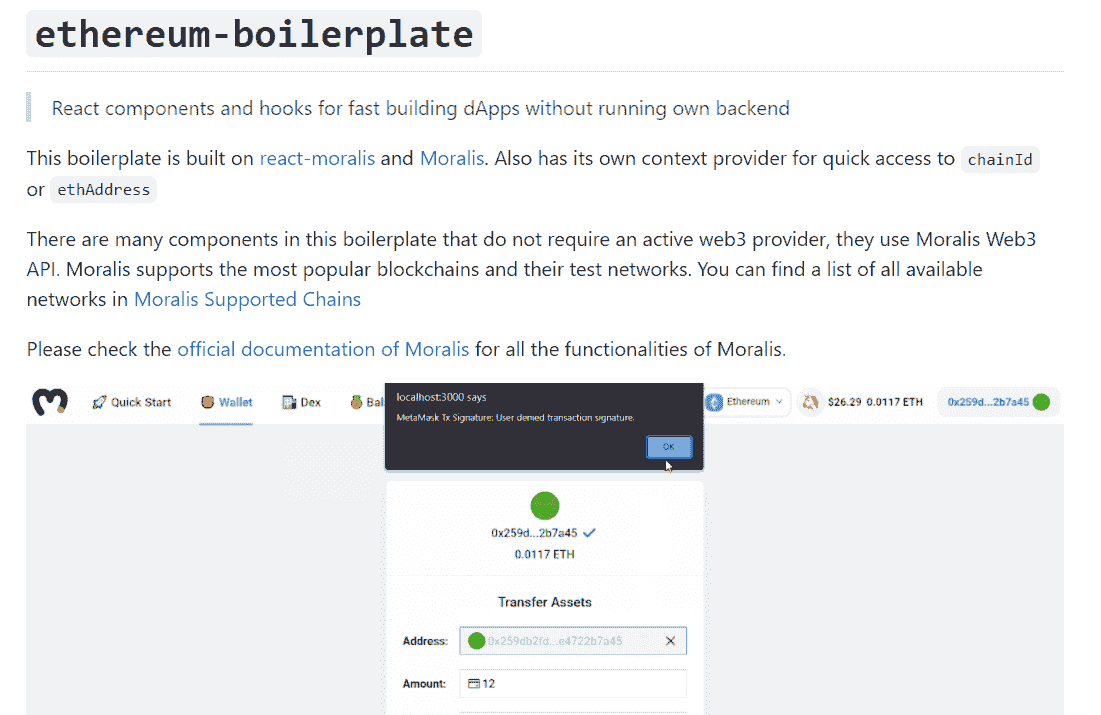 ethereum-boilerplate
React components and hooks for fast building dApps without running own backend
This boilerplate is built on react-moralis and Moralis. Also has its own context provider for quick access to chainId
or ethAddress
There are many components in this boilerplate that do not require an active web3 provider, they use Moralis Web3
API. Moralis supports the most popular blockchains and their test networks. You can find a list of all available
networks in Moralis Supported Chains
Please check the official documentation of Moralis for all the functionalities of Moralis.
Quick Start Wallet Dex Bal Ethereum $26.29 0.0117 ETH 0x259d...2b7a45
localhost:3000 says
MetaMask Tx Signature: User denied transaction signature.
OK
0x259d...2b7a45
0.0117 ETH
Transfer Assets
Address: 0x259db2fd...e4722b7a45
Amount: 12